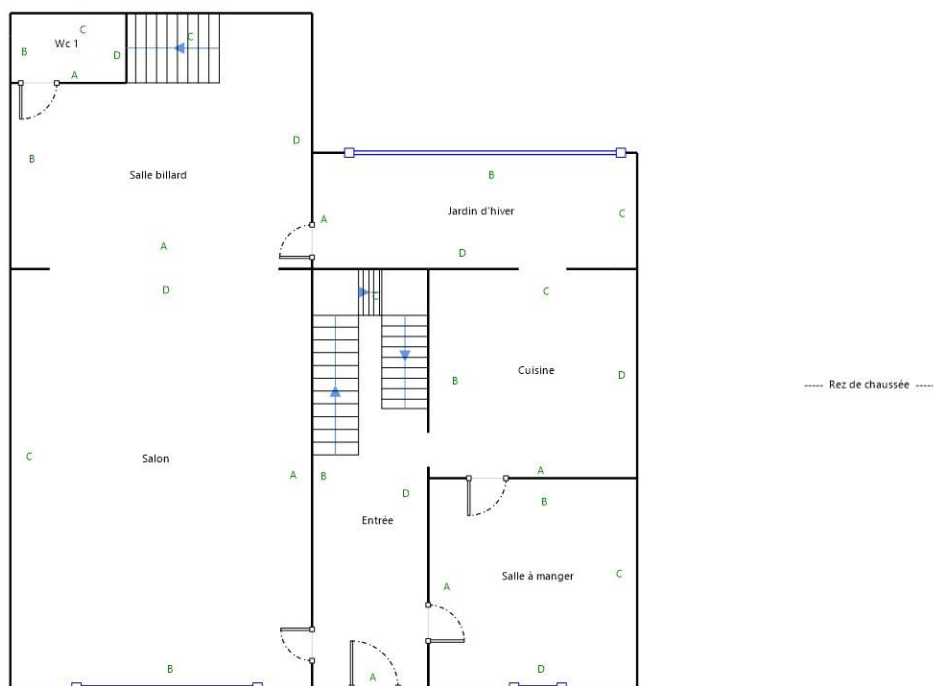 C
Wc 1
B
D
A
C
B
D
Salle billard
A
A
B
C
Jardin d'hiver
D
D
C
C
Cuisine
B
D
A
----- Rez de chaussée -----
C
Salon
A
B
D
Entrée
B
Salle à manger
A
C
B
A
D